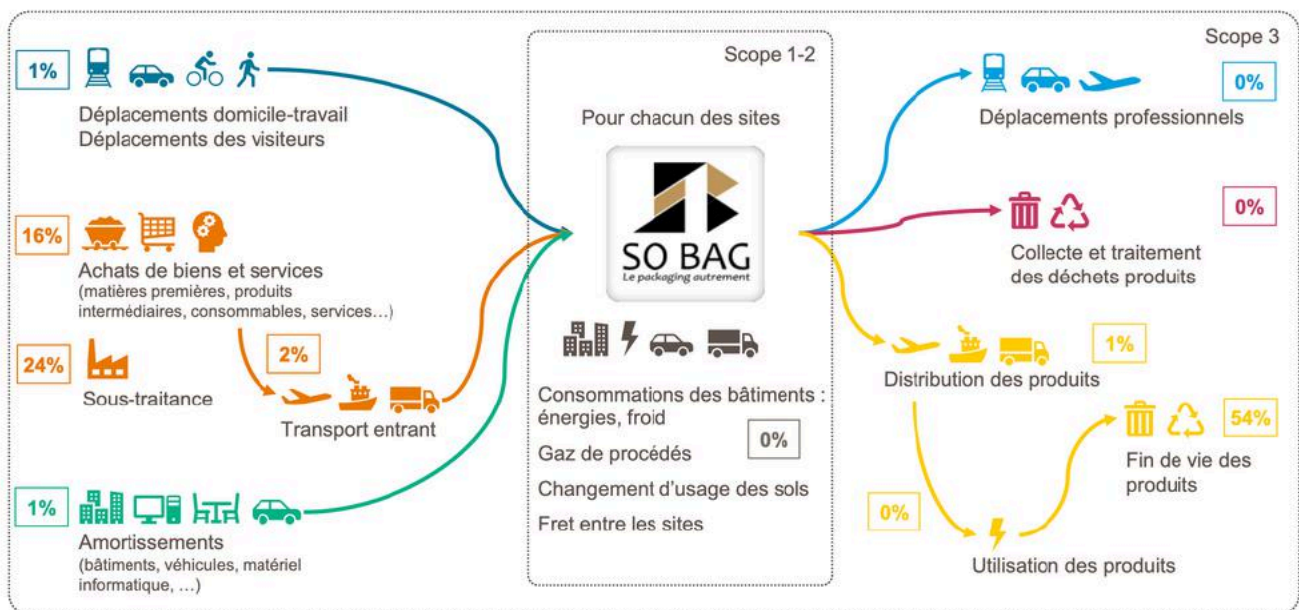 1%
Déplacements domicile-travail
Déplacements des visiteurs
16%
Achats de biens et services
(matières premières, produits
intermédiaires, consommables, services…)
24%
Sous-traitance
2%
Transport entrant
1%
Amortissements
(bâtiments, véhicules, matériel
informatique, …)
Scope 1-2
Pour chacun des sites
SO BAG
Le packaging autrement
Consommations des bâtiments :
énergies, froid
Gaz de procédés
0%
Changement d'usage des sols
Fret entre les sites
Scope 3
0%
Déplacements professionnels
0%
Collecte et traitement
des déchets produits
1%
Distribution des produits
54%
Fin de vie des
produits
0%
Utilisation des produits